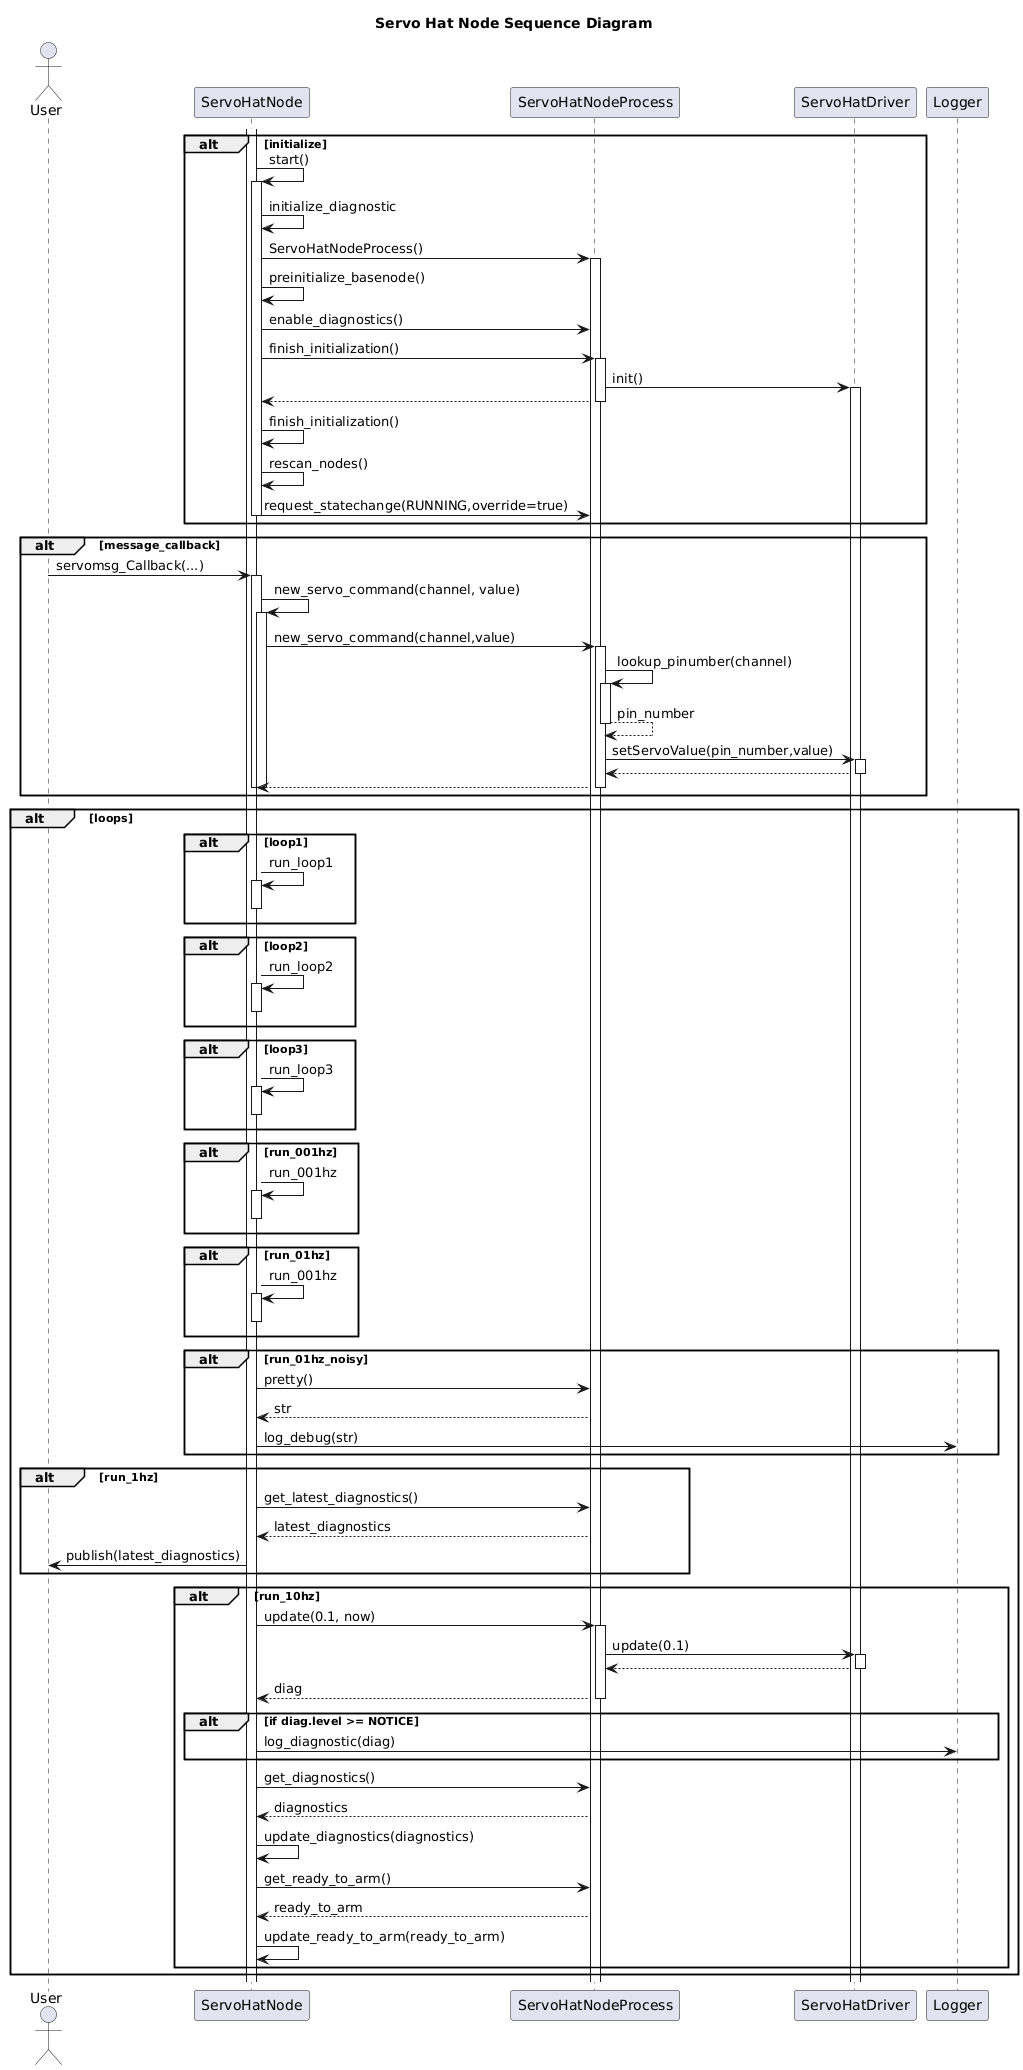 Servo Hat Node Sequence Diagram
User
ServoHatNode
ServoHatNodeProcess
ServoHatDriver
Logger
alt [initialize]
start()
initialize_diagnostic
ServoHatNodeProcess()
preinitialize_basenode()
enable_diagnostics()
finish_initialization()
init()
finish_initialization()
rescan_nodes()
request_statechange(RUNNING,override=true)
alt [message_callback]
servomsg_Callback(...)
new_servo_command(channel, value)
new_servo_command(channel,value)
lookup_pinumber(channel)
pin_number
setServoValue(pin_number,value)
alt [loops]
alt [loop1]
run_loop1
alt [loop2]
run_loop2
alt [loop3]
run_loop3
alt [run_001hz]
run_001hz
alt [run_01hz]
run_001hz
alt [run_01hz_noisy]
pretty()
str
log_debug(str)
alt [run_1hz]
get_latest_diagnostics()
latest_diagnostics
publish(latest_diagnostics)
alt [run_10hz]
update(0.1, now)
update(0.1)
diag
alt [if diag.level >= NOTICE]
log_diagnostic(diag)
get_diagnostics()
diagnostics
update_diagnostics(diagnostics)
get_ready_to_arm()
ready_to_arm
update_ready_to_arm(ready_to_arm)
User
ServoHatNode
ServoHatNodeProcess
ServoHatDriver
Logger